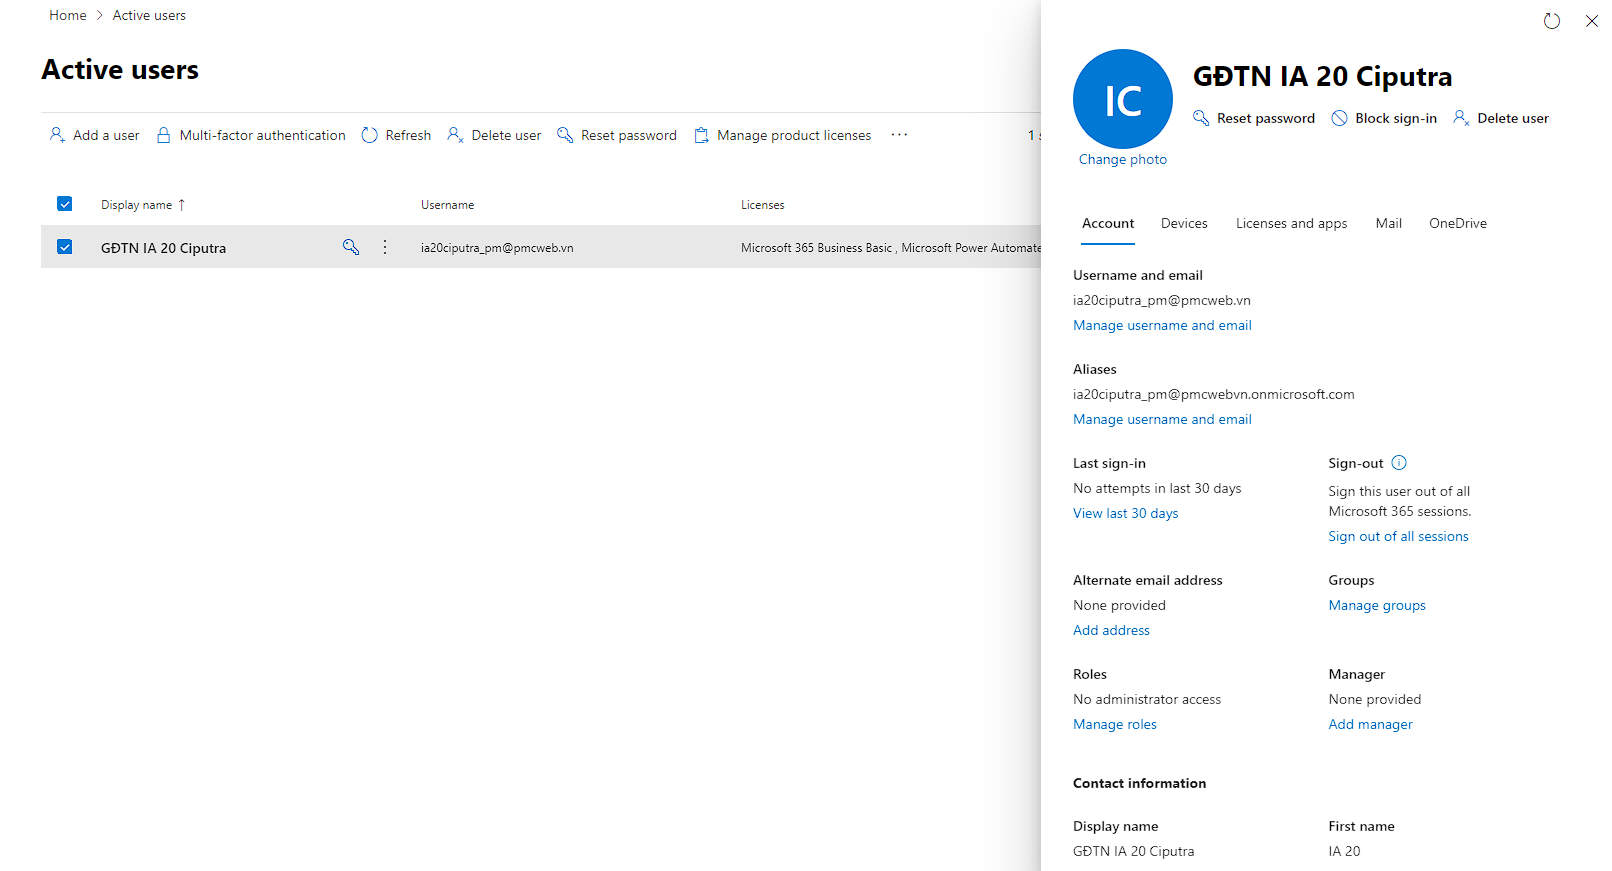 Home > Active users
Active users
Add a user Multi-factor authentication Refresh Delete user Reset password Manage product licenses ... 1
Display name ↑ Username Licenses
GĐTN IA 20 Ciputra ia20ciputra_pm@pmcweb.vn Microsoft 365 Business Basic , Microsoft Power Automate
IC
Change photo
GĐTN IA 20 Ciputra
Reset password Block sign-in Delete user
Account Devices Licenses and apps Mail OneDrive
Username and email
ia20ciputra_pm@pmcweb.vn
Manage username and email
Aliases
ia20ciputra_pm@pmcwebvn.onmicrosoft.com
Manage username and email
Last sign-in
No attempts in last 30 days
View last 30 days
Sign-out
Sign this user out of all
Microsoft 365 sessions.
Sign out of all sessions
Alternate email address
None provided
Add address
Groups
Manage groups
Roles
No administrator access
Manage roles
Manager
None provided
Add manager
Contact information
Display name
GĐTN IA 20 Ciputra
First name
IA 20